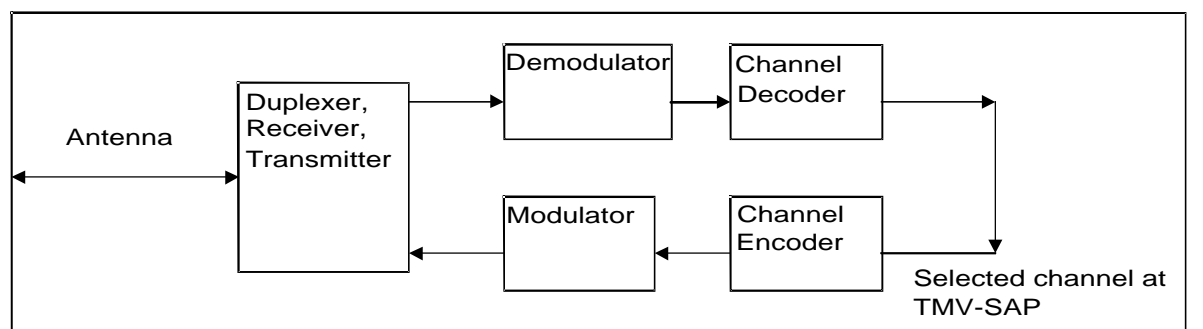 Antenna
Duplexer,
Receiver,
Transmitter
Demodulator
Channel
Decoder
Modulator
Channel
Encoder
Selected channel at
TMV-SAP